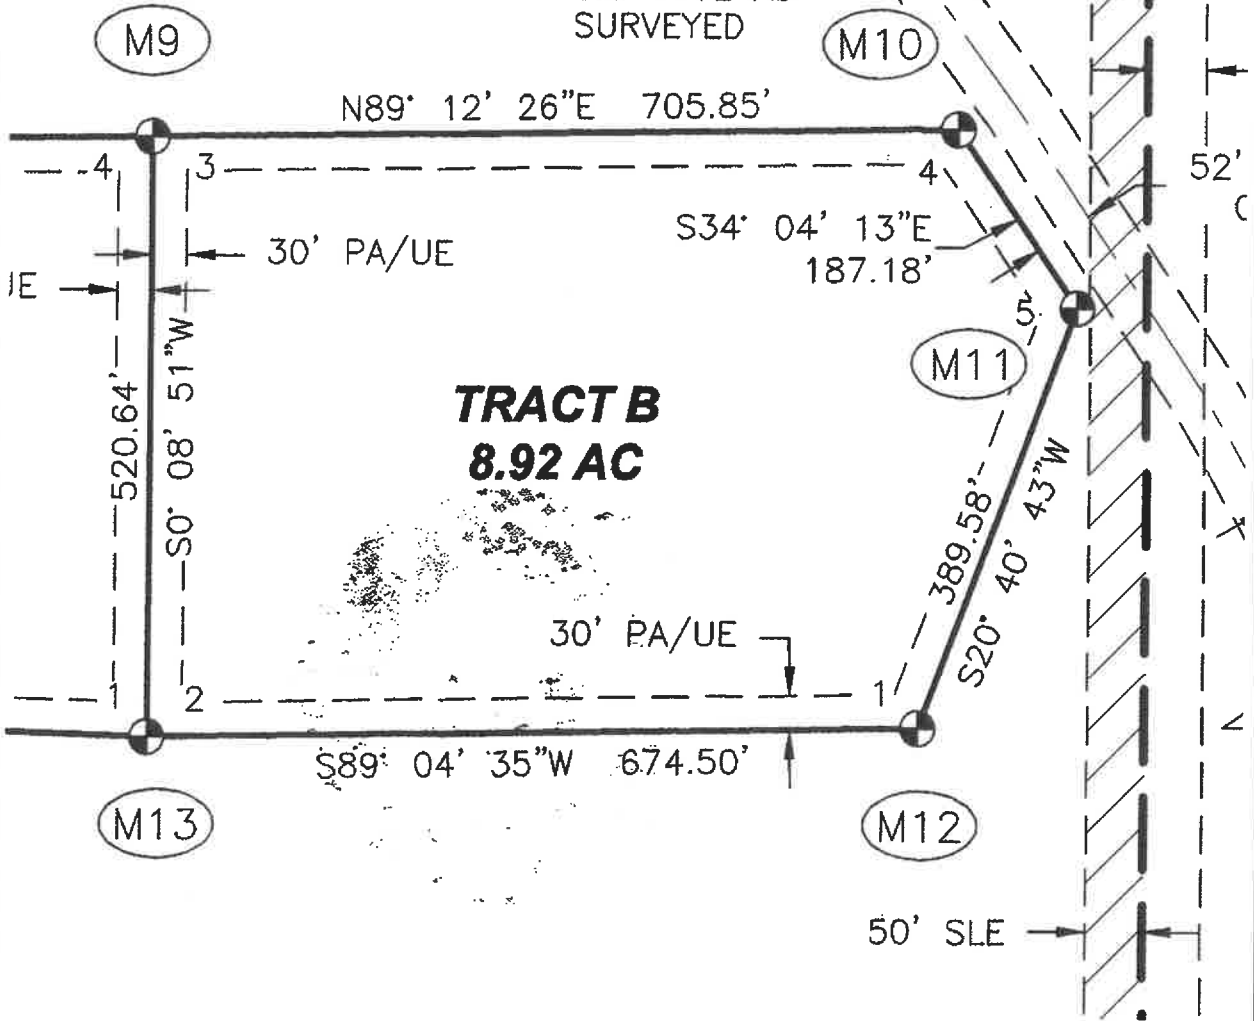 SURVEYED
M9
M10
N89° 12' 26"E 705.85'
4
3
4
52'
S34° 04' 13"E
187.18'
30' PA/UE
UE
5
M11
520.64'
S0° 08' 51"W
TRACT B
8.92 AC
389.58'
S20° 40' 43"W
30' PA/UE
1
2
1
S89° 04' 35"W 674.50'
M13
M12
50' SLE